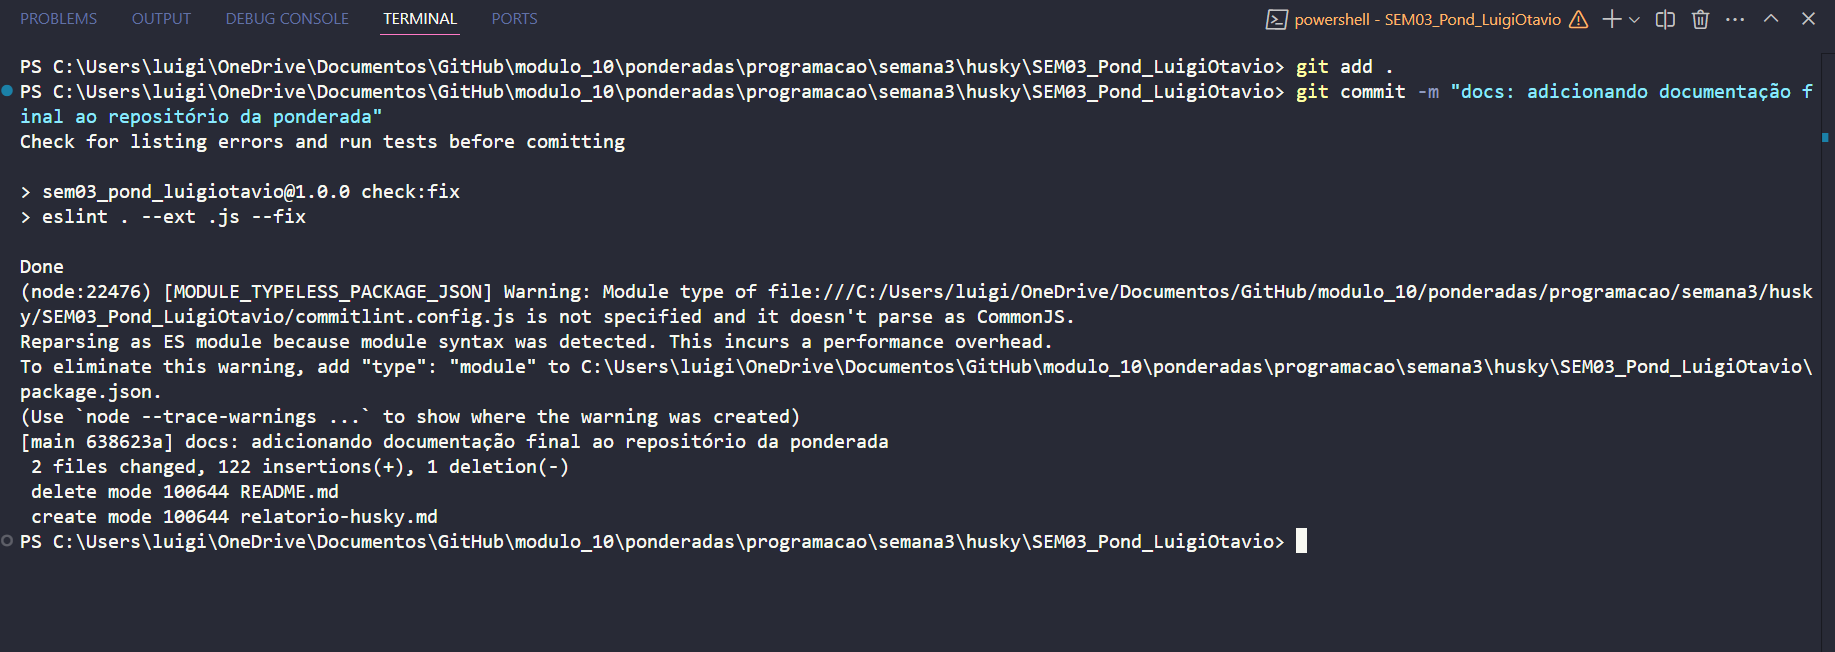 PROBLEMS OUTPUT DEBUG CONSOLE TERMINAL PORTS powershell - SEM03_Pond_LuigiOtavio
PS C:\Users\luigi\OneDrive\Documentos\GitHub\modulo_10\ponderadas\programacao\semana3\husky\SEM03_Pond_LuigiOtavio> git add .
PS C:\Users\luigi\OneDrive\Documentos\GitHub\modulo_10\ponderadas\programacao\semana3\husky\SEM03_Pond_LuigiOtavio> git commit -m "docs: adicionando documentação f
inal ao repositório da ponderada"
Check for listing errors and run tests before comitting
> sem03_pond_luigiotavio@1.0.0 check:fix
> eslint . --ext .js --fix
Done
(node:22476) [MODULE_TYPELESS_PACKAGE_JSON] Warning: Module type of file:///C:/Users/luigi/OneDrive/Documentos/GitHub/modulo_10/ponderadas/programacao/semana3/husk
y/SEM03_Pond_LuigiOtavio/commitlint.config.js is not specified and it doesn't parse as CommonJS.
Reparsing as ES module because module syntax was detected. This incurs a performance overhead.
To eliminate this warning, add "type": "module" to C:\Users\luigi\OneDrive\Documentos\GitHub\modulo_10\ponderadas\programacao\semana3\husky\SEM03_Pond_LuigiOtavio\
package.json.
(Use `node --trace-warnings ...` to show where the warning was created)
[main 638623a] docs: adicionando documentação final ao repositório da ponderada
2 files changed, 122 insertions(+), 1 deletion(-)
delete mode 100644 README.md
create mode 100644 relatorio-husky.md
PS C:\Users\luigi\OneDrive\Documentos\GitHub\modulo_10\ponderadas\programacao\semana3\husky\SEM03_Pond_LuigiOtavio>